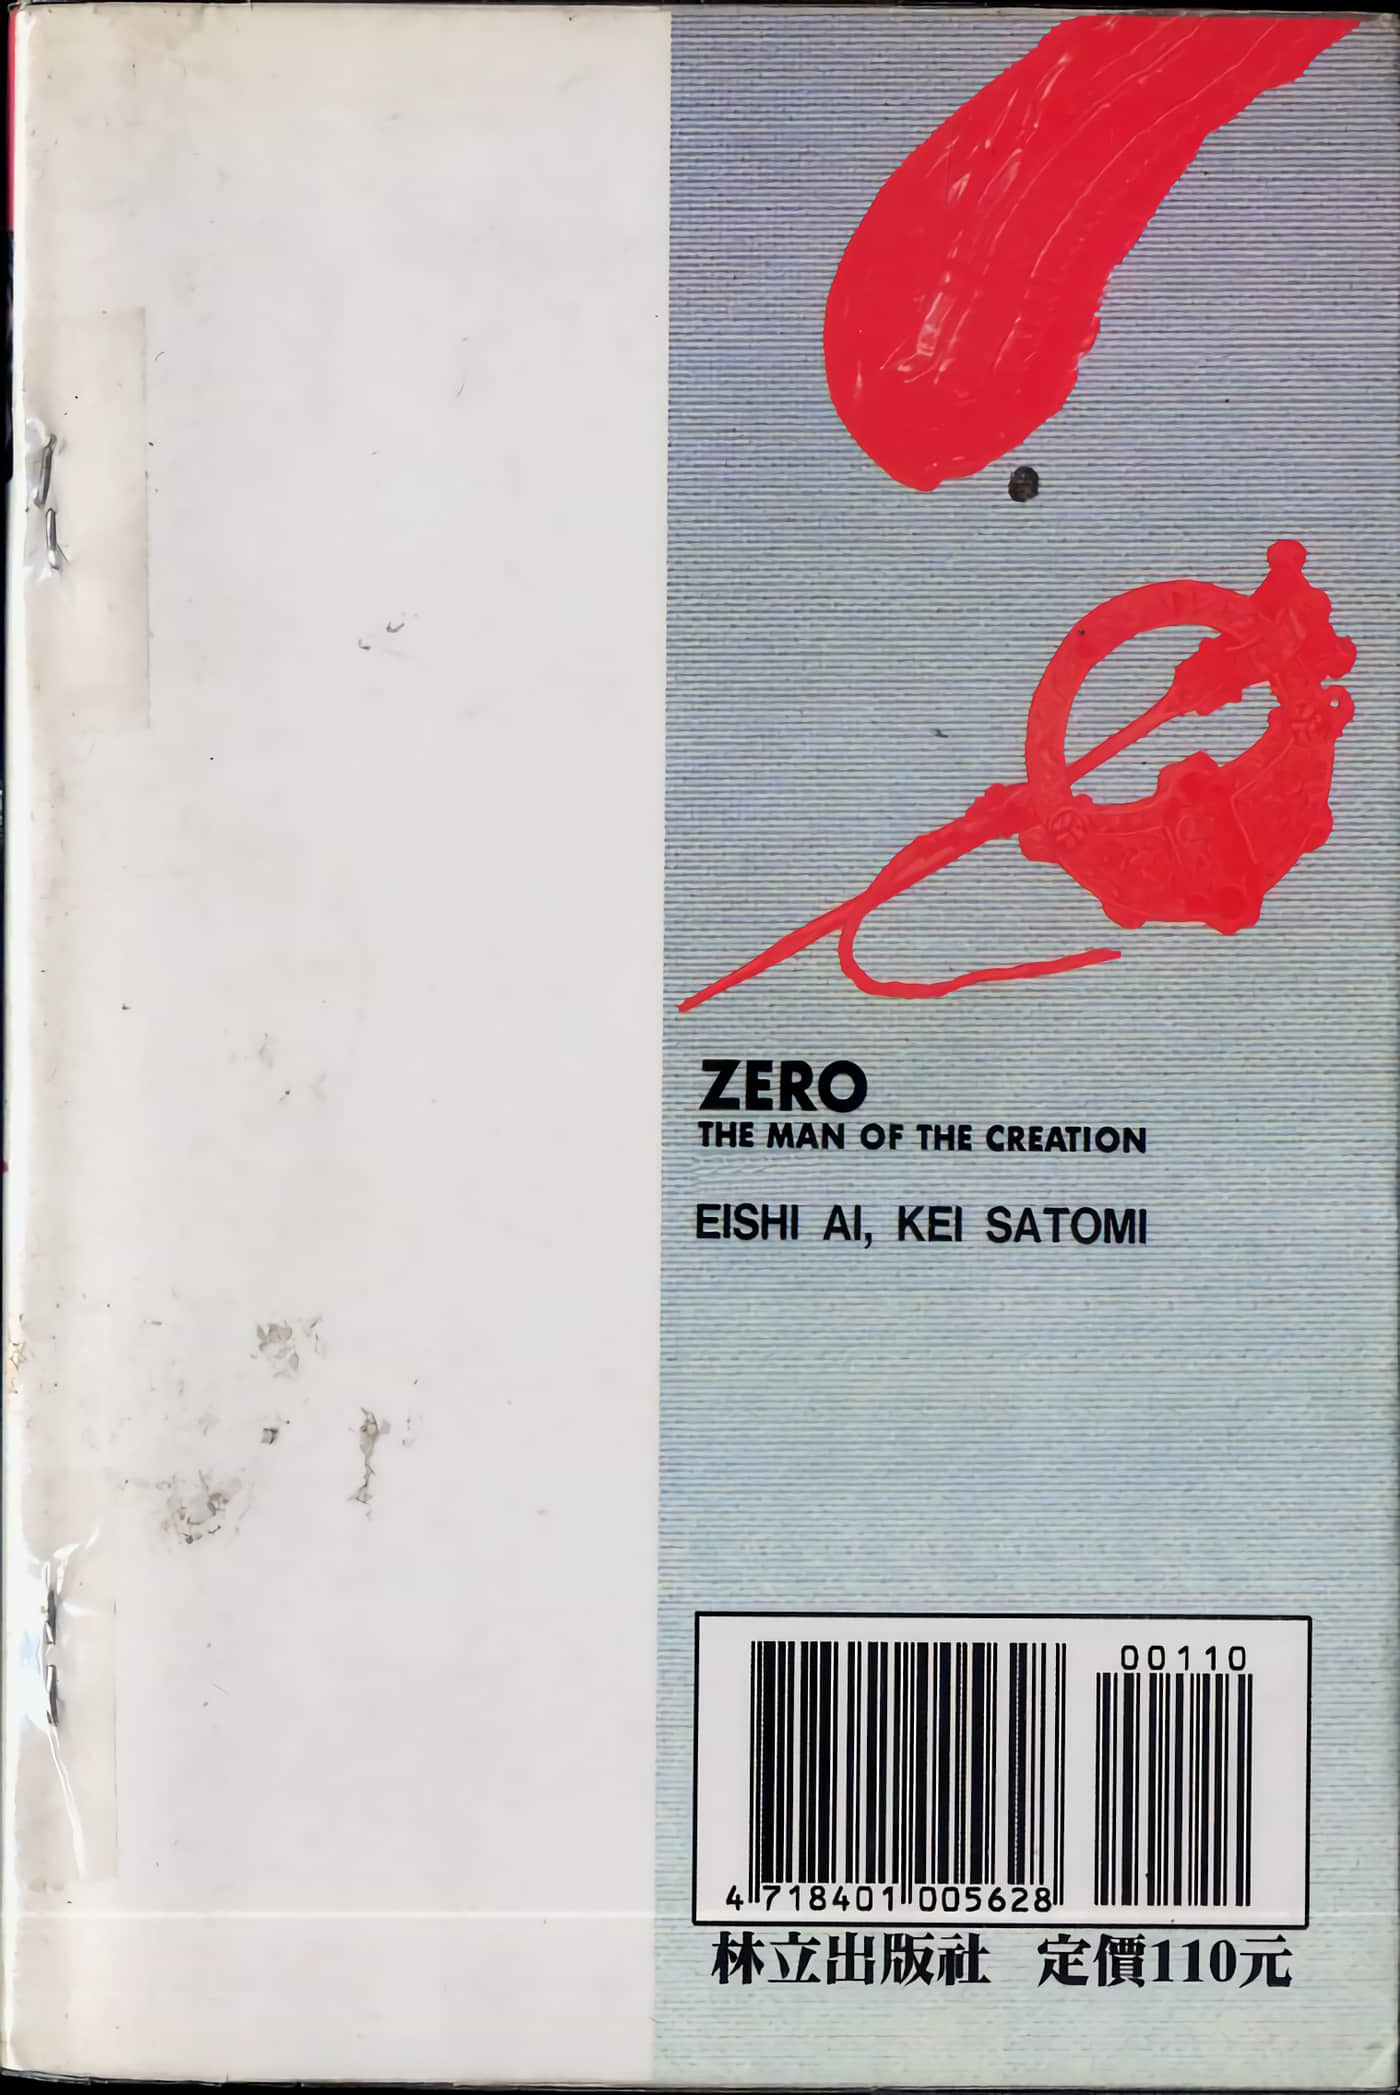 ZERO
THE MAN OF THE CREATION
EISHI AI, KEI SATOMI
00110
4 718401 005628
林立出版社 定價110元